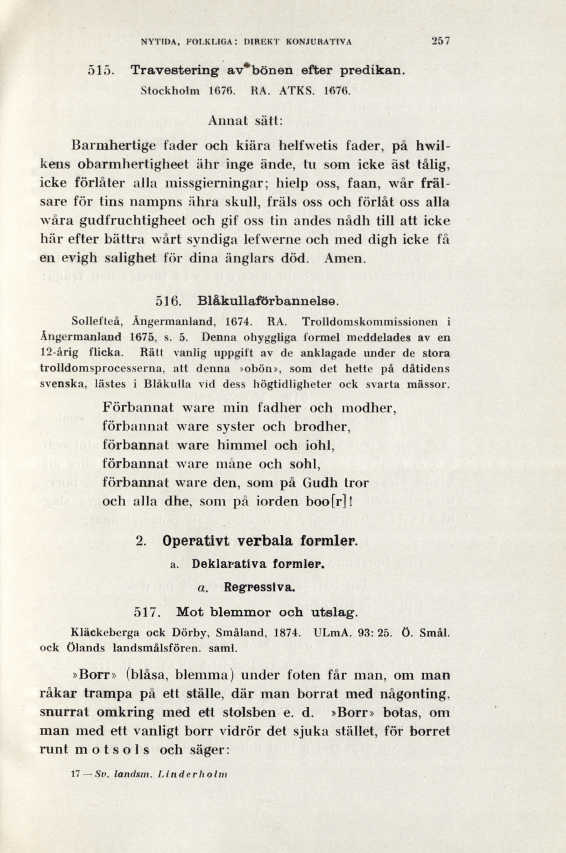 NYTIDA, FOLKLIGA: DIREKT KONJURATIVA 257
515. Travestering av bönen efter predikan.
Stockholm 1676. RA. ATKS. 1676.
Annat sätt:
Barmhertige fader och kiära helfwetis fader, på hwil-
kens obarmhertigheet ähr inge ände, tu som icke äst tålig,
icke förlåter alla missgierningar; hielp oss, faan, wår fräl-
sare för tins nampns ähra skull, fräls oss och förlåt oss alla
wåra gudfruchtigheet och gif oss tin andes nådh till att icke
här efter bättra wårt syndiga lefwerne och med digh icke få
en evigh salighet för dina änglars död. Amen.
516. Blåkullaförbannelse.
Sollefteå, Ångermanland, 1674. RA. Trolldomskommissionen i
Ångermanland 1675, s. 5. Denna ohyggliga formel meddelades av en
12-årig flicka. Rätt vanlig uppgift av de anklagade under de stora
trolldomsprocesserna, att denna »obön», som det hette på dåtidens
svenska, lästes i Blåkulla vid dess högtidligheter ock svarta mässor.
Förbannat ware min fadher och modher,
förbannat ware syster och brodher,
förbannat ware himmel och iohl,
förbannat ware måne och sohl,
förbannat ware den, som på Gudh tror
och alla dhe, som på iorden boo[r]!
2. Operativt verbala formler.
a. Deklarativa formler.
α. Regressiva.
517. Mot blemmor och utslag.
Kläckeberga ock Dörby, Småland, 1874. ULmA. 93: 25. Ö. Smål.
ock Ölands landsmålsfören. saml.
»Borr» (blåsa, blemma) under foten får man, om man
råkar trampa på ett ställe, där man borrat med någonting,
snurrat omkring med ett stolsben e. d. »Borr» botas, om
man med ett vanligt borr vidrör det sjuka stället, för borret
runt motsols och säger:
17 — Sv. landsm. Linderholm